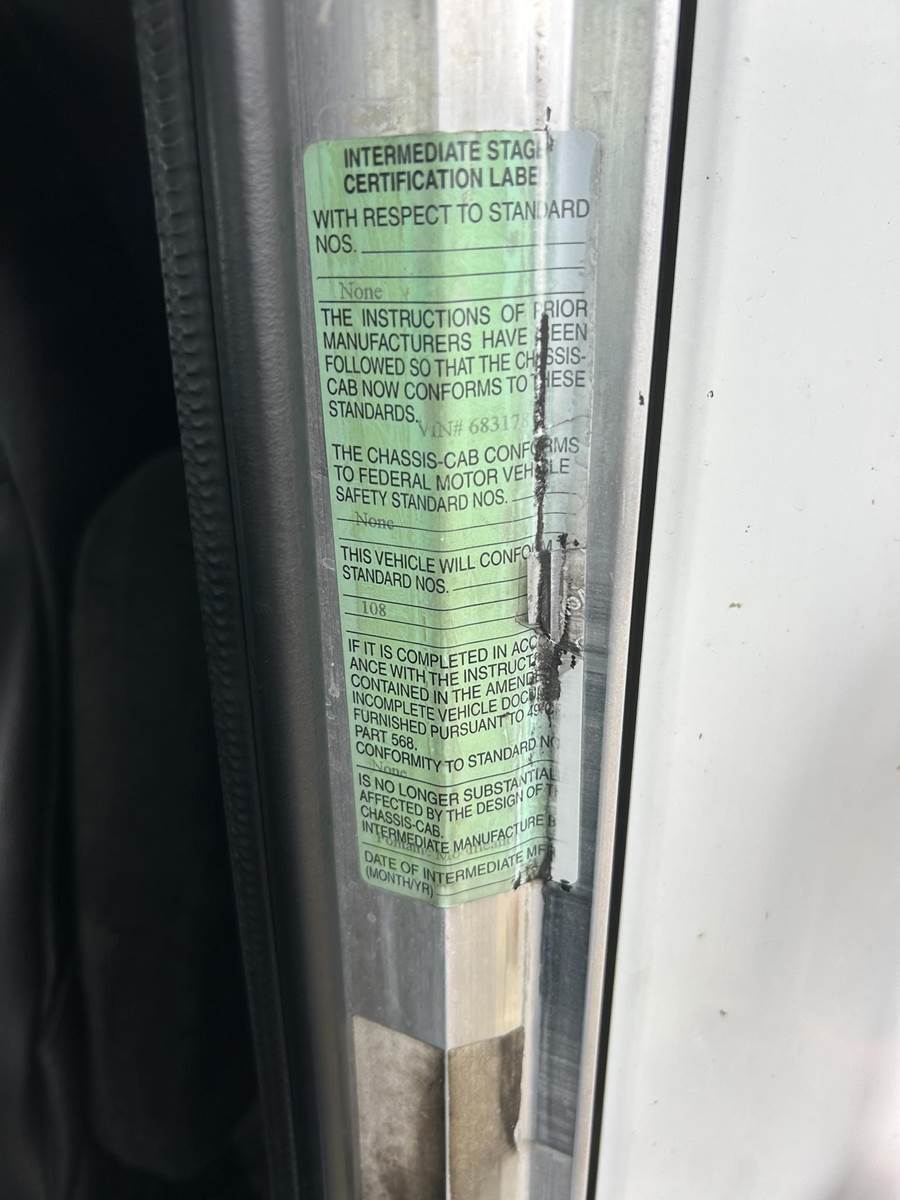 INTERMEDIATE STAGE
CERTIFICATION LABEL
WITH RESPECT TO STANDARD
NOS.
None
THE INSTRUCTIONS OF PRIOR
MANUFACTURERS HAVE BEEN
FOLLOWED SO THAT THE CHASSIS-
CAB NOW CONFORMS TO THESE
STANDARDS.
VIN# 683178
THE CHASSIS-CAB CONFORMS
TO FEDERAL MOTOR VEHICLE
SAFETY STANDARD NOS.
None
THIS VEHICLE WILL CONFORM
STANDARD NOS.
108
IF IT IS COMPLETED IN ACC
ANCE WITH THE INSTRUCT
CONTAINED IN THE AMEND
INCOMPLETE VEHICLE DOCU
FURNISHED PURSUANT TO 49
PART 568.
CONFORMITY TO STANDARD NO
None
IS NO LONGER SUBSTANTIAL
AFFECTED BY THE DESIGN OF TH
CHASSIS-CAB.
INTERMEDIATE MANUFACTURE B
DATE OF INTERMEDIATE MFR
(MONTH/YR)